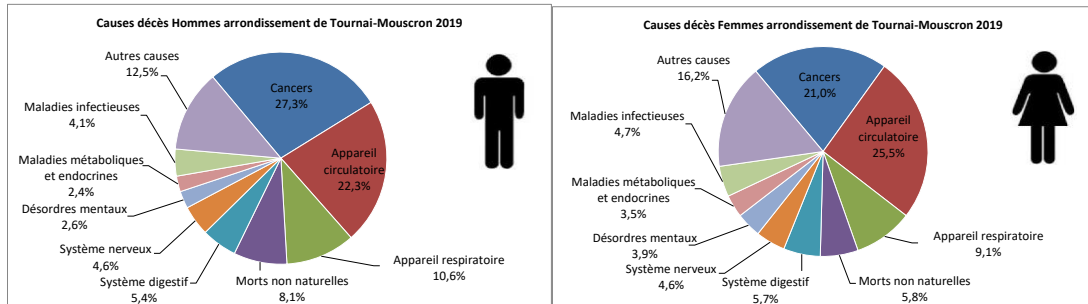 Causes décès Hommes arrondissement de Tournai-Mouscron 2019
Cancers
27,3%
Appareil
circulatoire
22,3%
Appareil respiratoire
10,6%
Morts non naturelles
8,1%
Système digestif
5,4%
Système nerveux
4,6%
Désordres mentaux
2,6%
Maladies métaboliques
et endocrines
2,4%
Maladies infectieuses
4,1%
Autres causes
12,5%
Causes décès Femmes arrondissement de Tournai-Mouscron 2019
Cancers
21,0%
Appareil
circulatoire
25,5%
Appareil respiratoire
9,1%
Morts non naturelles
5,8%
Système digestif
5,7%
Système nerveux
4,6%
Désordres mentaux
3,9%
Maladies métaboliques
et endocrines
3,5%
Maladies infectieuses
4,7%
Autres causes
16,2%